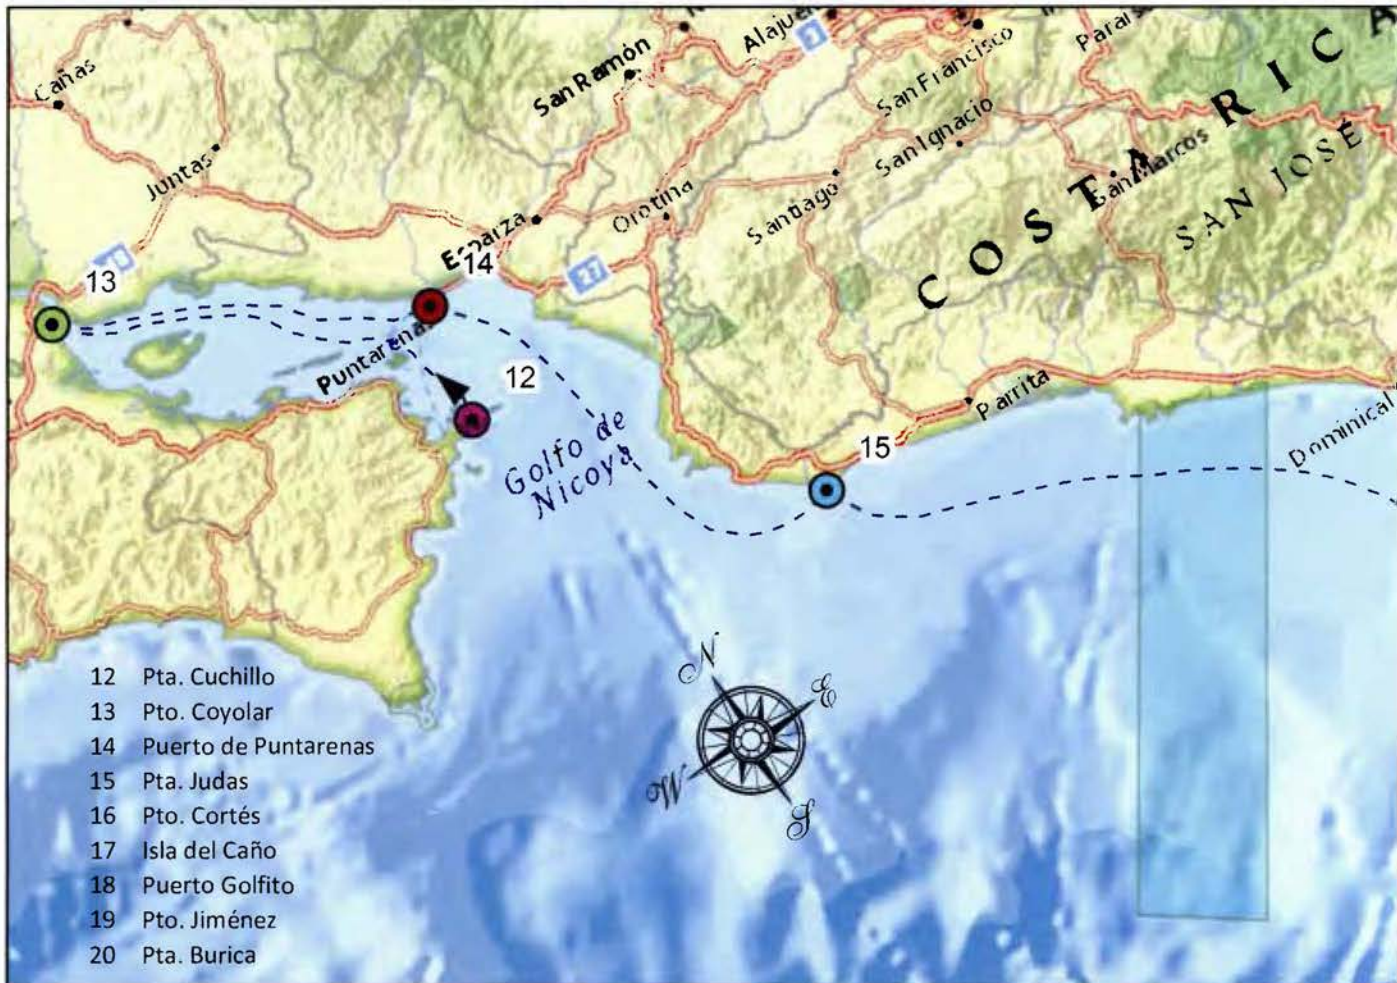 Cañas
Juntas
San Ramón
San Francisco
San Ignacio
Santiago
Orotina
Esparza
San Marcos
COSTA RICA
SAN JOSÉ
13
14
27
12
15
Puntarenas
Parrita
Dominical
Golfo de
Nicoya
N
E
W
S
12 Pta. Cuchillo
13 Pto. Coyolar
14 Puerto de Puntarenas
15 Pta. Judas
16 Pto. Cortés
17 Isla del Caño
18 Puerto Golfito
19 Pto. Jiménez
20 Pta. Burica